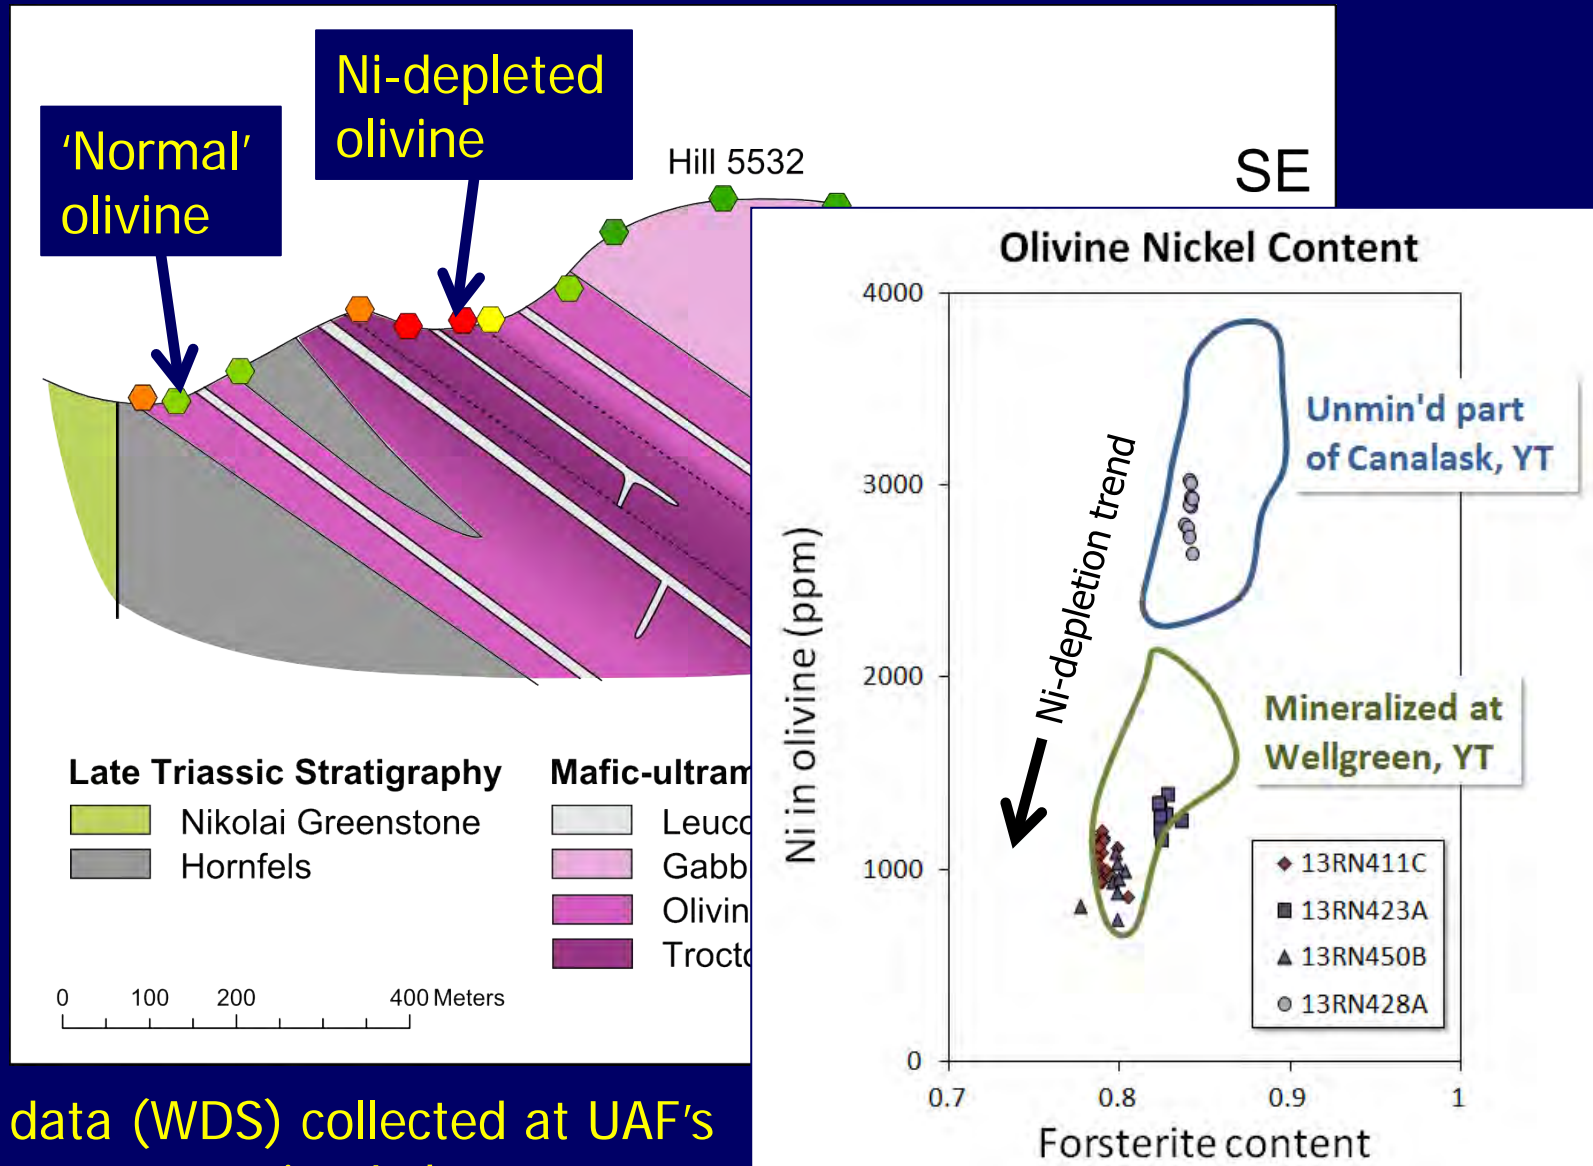 'Normal'
olivine
Ni-depleted
olivine
Hill 5532
SE
Late Triassic Stratigraphy
Nikolai Greenstone
Hornfels
0 100 200 400 Meters
Olivine Nickel Content
4000
3000
2000
1000
0
0.7 0.8 0.9 1
Ni in olivine (ppm)
Forsterite content
Ni-depletion trend
Unmin'd part
of Canalask, YT
Mineralized at
Wellgreen, YT
13RN411C
13RN423A
13RN450B
13RN428A
data (WDS) collected at UAF's